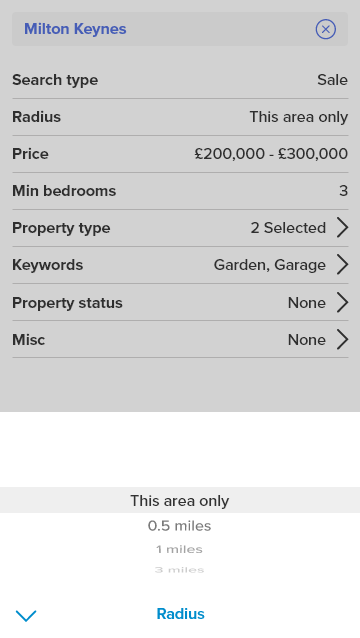 Milton Keynes
Search type Sale
Radius This area only
Price £200,000 - £300,000
Min bedrooms 3
Property type 2 Selected
Keywords Garden, Garage
Property status None
Misc None
This area only
0.5 miles
1 miles
3 miles
Radius